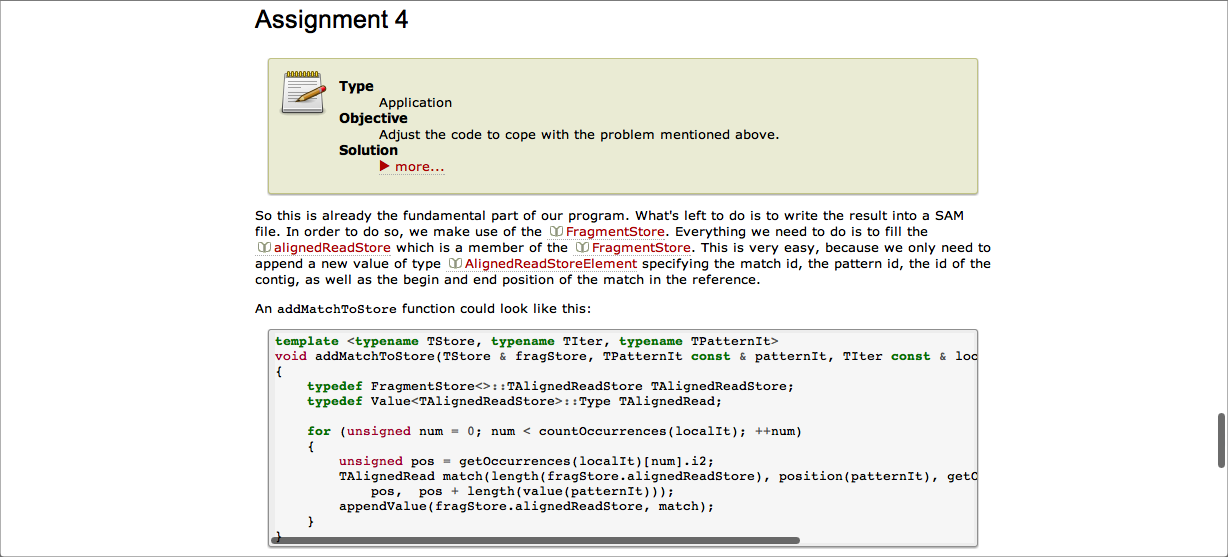 Assignment 4
Type
Application
Objective
Adjust the code to cope with the problem mentioned above.
Solution
more...
So this is already the fundamental part of our program. What's left to do is to write the result into a SAM
file. In order to do so, we make use of the FragmentStore. Everything we need to do is to fill the
alignedReadStore which is a member of the FragmentStore. This is very easy, because we only need to
append a new value of type AlignedReadStoreElement specifying the match id, the pattern id, the id of the
contig, as well as the begin and end position of the match in the reference.
An addMatchToStore function could look like this:
template <typename TStore, typename TIter, typename TPatternIt>
void addMatchToStore(TStore & fragStore, TPatternIt const & patternIt, TIter const & loc
{
    typedef FragmentStore<>::TAlignedReadStore TAlignedReadStore;
    typedef Value<TAlignedReadStore>::Type TAlignedRead;
    for (unsigned num = 0; num < countOccurrences(localIt); ++num)
    {
        unsigned pos = getOccurrences(localIt)[num].i2;
        TAlignedRead match(length(fragStore.alignedReadStore), position(patternIt), getO
            pos,  pos + length(value(patternIt)));
        appendValue(fragStore.alignedReadStore, match);
    }
}